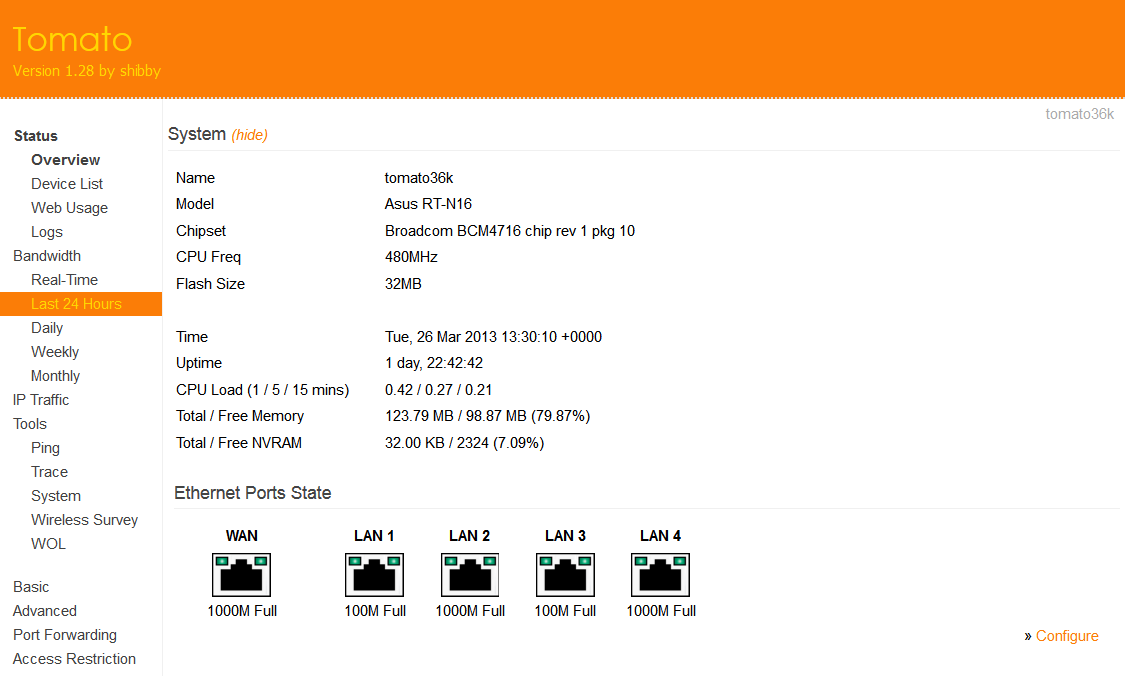 Tomato
Version 1.28 by shibby
tomato36k
Status
Overview
Device List
Web Usage
Logs
Bandwidth
Real-Time
Last 24 Hours
Daily
Weekly
Monthly
IP Traffic
Tools
Ping
Trace
System
Wireless Survey
WOL
Basic
Advanced
Port Forwarding
Access Restriction
System (hide)
Name tomato36k
Model Asus RT-N16
Chipset Broadcom BCM4716 chip rev 1 pkg 10
CPU Freq 480MHz
Flash Size 32MB
Time Tue, 26 Mar 2013 13:30:10 +0000
Uptime 1 day, 22:42:42
CPU Load (1 / 5 / 15 mins) 0.42 / 0.27 / 0.21
Total / Free Memory 123.79 MB / 98.87 MB (79.87%)
Total / Free NVRAM 32.00 KB / 2324 (7.09%)
Ethernet Ports State
WAN LAN 1 LAN 2 LAN 3 LAN 4
1000M Full 100M Full 1000M Full 100M Full 1000M Full
» Configure